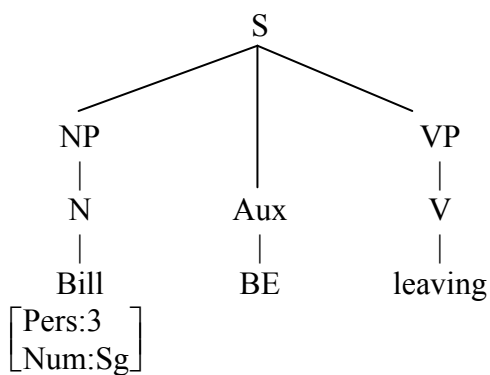 S
NP VP
N Aux V
Bill BE leaving
Pers:3
Num:Sg